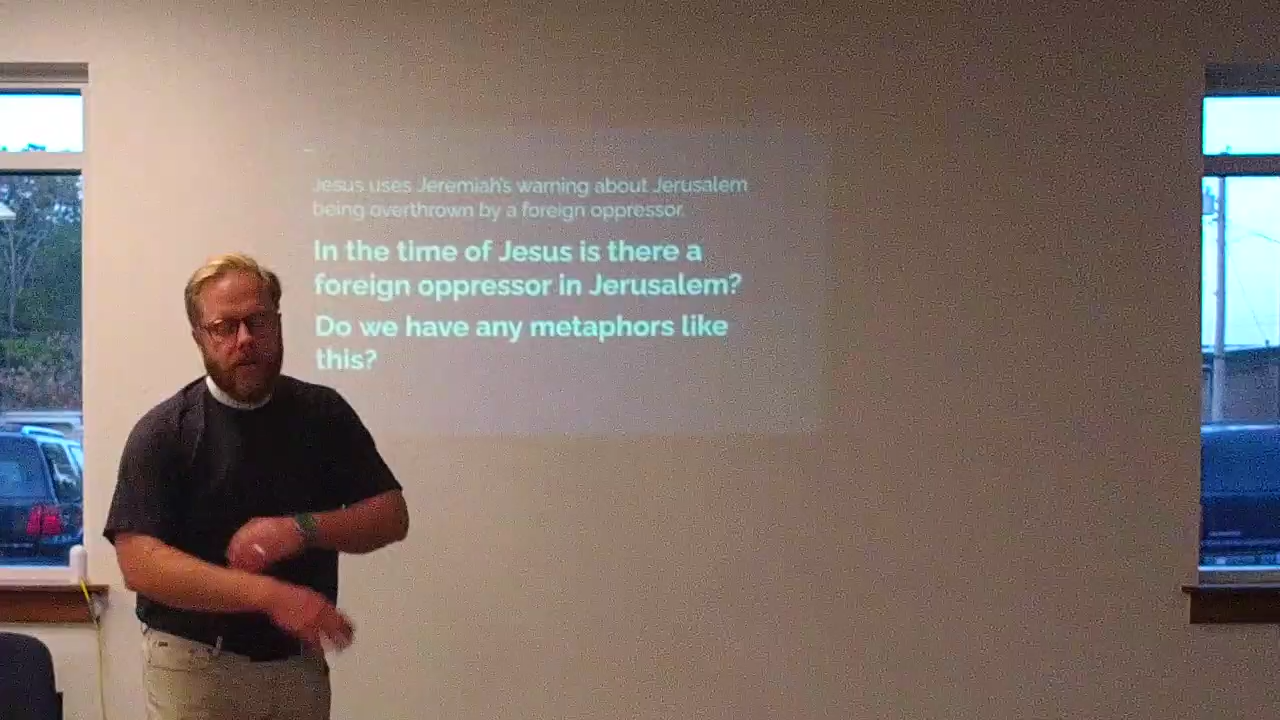 Jesus uses Jeremiah's warning about Jerusalem
being overthrown by a foreign oppressor.
In the time of Jesus is there a
foreign oppressor in Jerusalem?
Do we have any metaphors like
this?